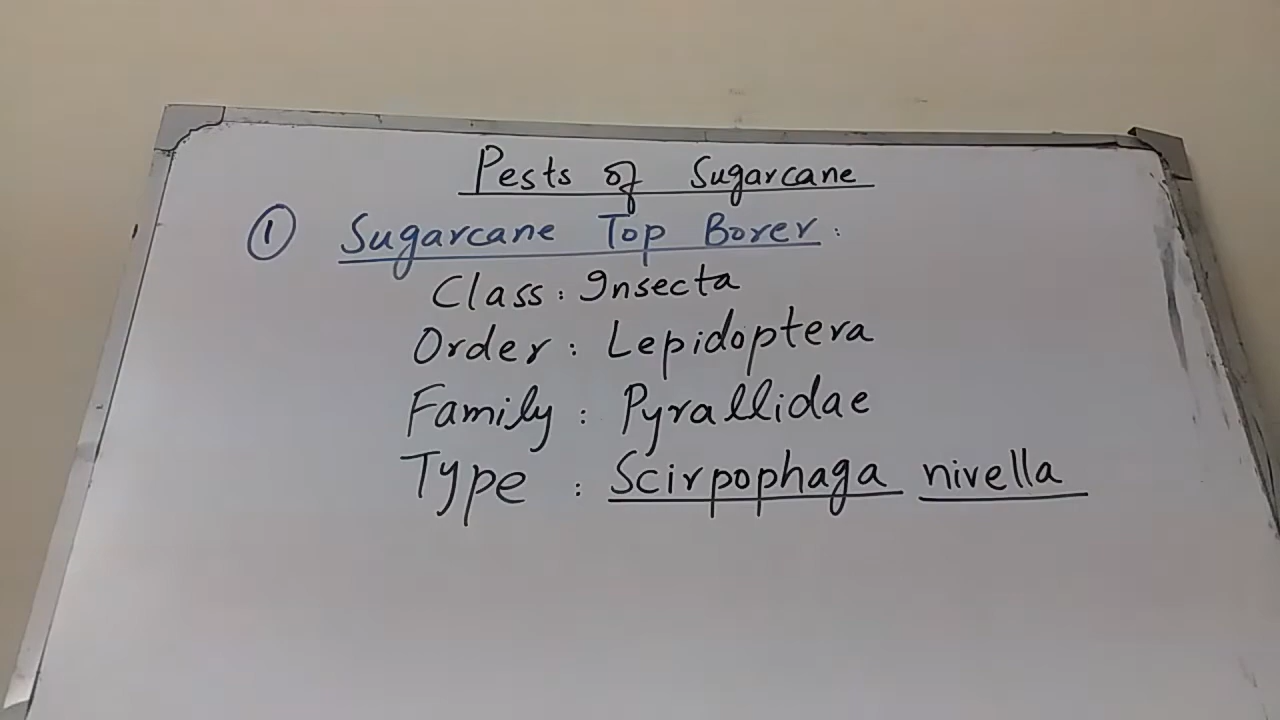 Pests of Sugarcane
① Sugarcane Top Borer:
Class: Insecta
Order: Lepidoptera
Family: Pyrallidae
Type: Scirpophaga nivella